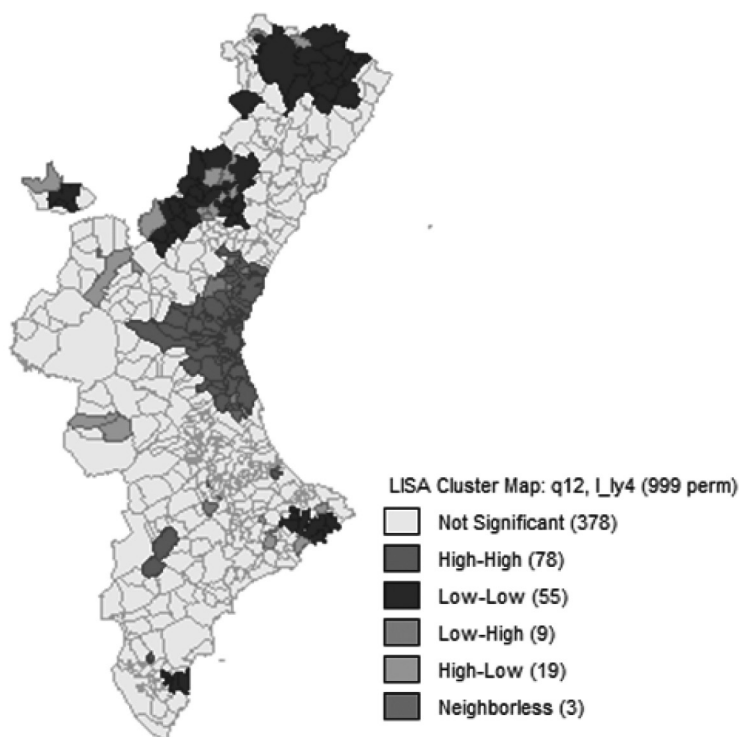 LISA Cluster Map: q12, I_ly4 (999 perm)
Not Significant (378)
High-High (78)
Low-Low (55)
Low-High (9)
High-Low (19)
Neighborless (3)